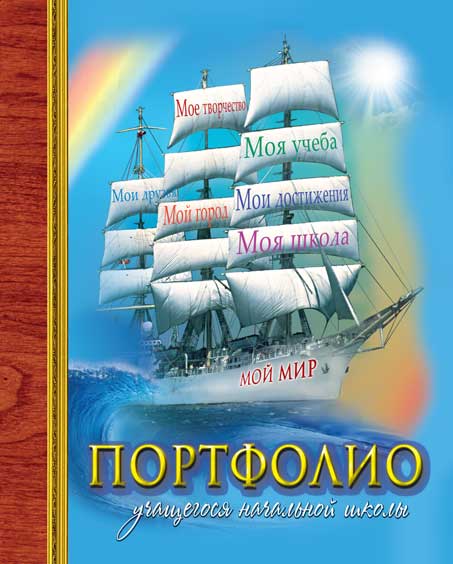 Мое творчество
Моя учеба
Мои друзья
Мой город
Мои достижения
Моя школа
МОЙ МИР
ПОРТФОЛИО
учащегося начальной школы